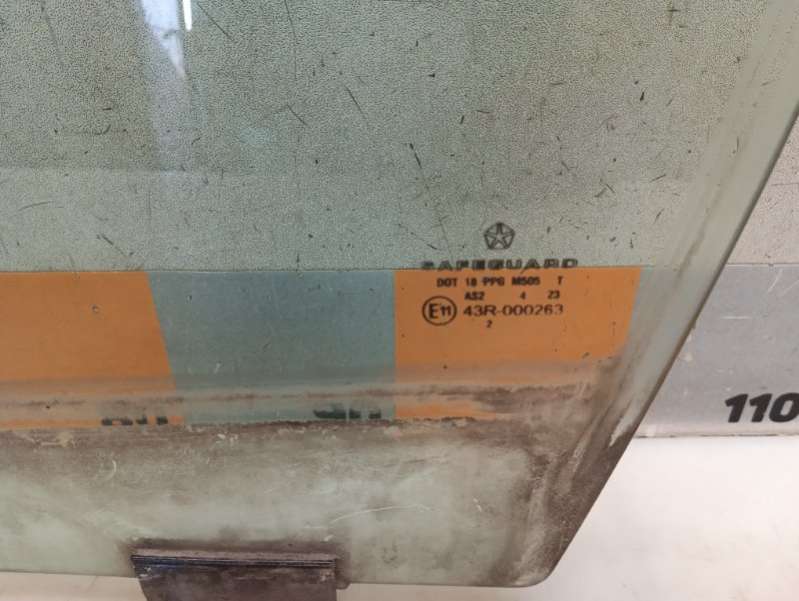 SAFEGUARD
DOT 18 PPG M505 T
AS2 4 23
E11 43R-000263
2
110